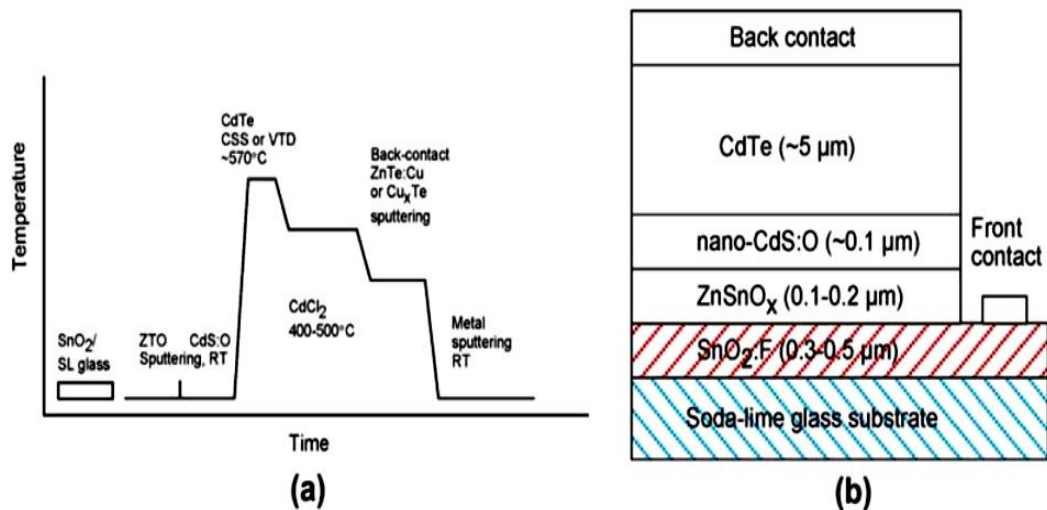 Temperature
CdTe
CSS or VTD
~570°C
Back-contact
ZnTe:Cu
or CuₓTe
sputtering
CdCl₂
400-500°C
SnO₂/
SL glass
ZTO CdS:O
Sputtering, RT
Metal
sputtering
RT
Time
(a)
Back contact
CdTe (~5 µm)
nano-CdS:O (~0.1 µm)
Front
contact
ZnSnOₓ (0.1-0.2 µm)
SnO₂:F (0.3-0.5 µm)
Soda-lime glass substrate
(b)